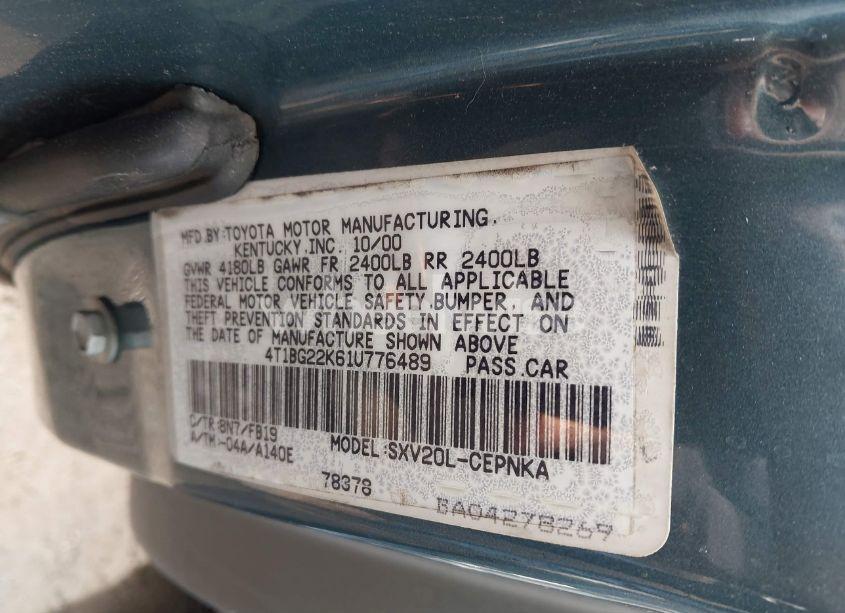 MFD.BY TOYOTA MOTOR MANUFACTURING.
KENTUCKY.INC. 10/00
GVWR 4180LB GAWR FR 2400LB RR 2400LB
THIS VEHICLE CONFORMS TO ALL APPLICABLE
FEDERAL MOTOR VEHICLE SAFETY.BUMPER, AND
THEFT PREVENTION STANDARDS IN EFFECT ON
THE DATE OF MANUFACTURE SHOWN ABOVE
4T1BG22K61U776489 PASS.CAR
C/TR:8N7/FB19
A/TM:-04A/A140E MODEL:SXV20L-CEPNKA
78378
BA04278269